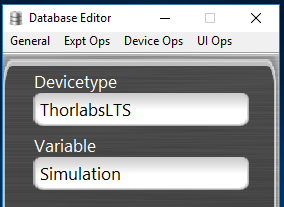 Database Editor
General Expt Ops Device Ops UI Ops
Devicetype
ThorlabsLTS
Variable
Simulation